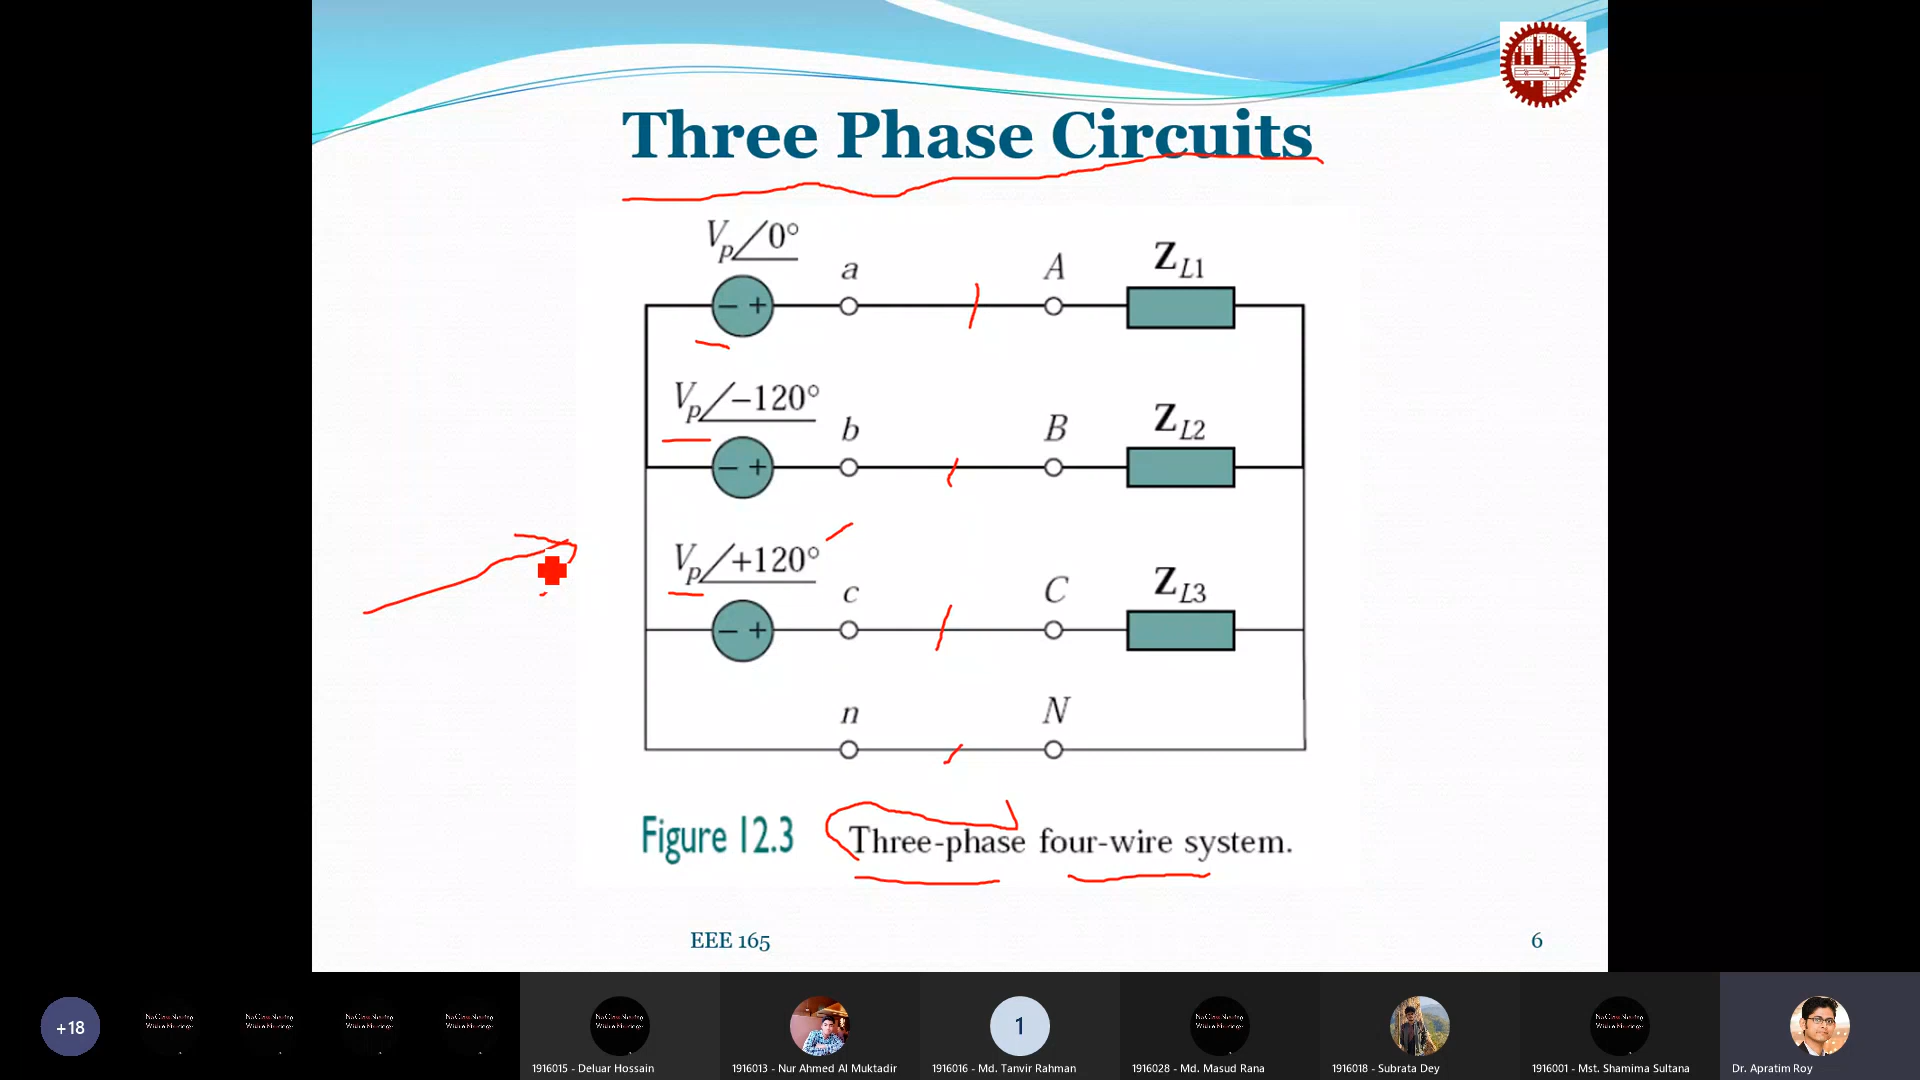 Three Phase Circuits
Vp/0°
a
A
ZL1
− +
Vp/−120°
b
B
ZL2
− +
Vp/+120°
c
C
ZL3
− +
n
N
Figure 12.3 Three-phase four-wire system.
EEE 165
6
+18
1
1916015 - Deluar Hossain
1916013 - Nur Ahmed Al Muktadir
1916016 - Md. Tanvir Rahman
1916028 - Md. Masud Rana
1916018 - Subrata Dey
1916001 - Mst. Shamima Sultana
Dr. Apratim Roy